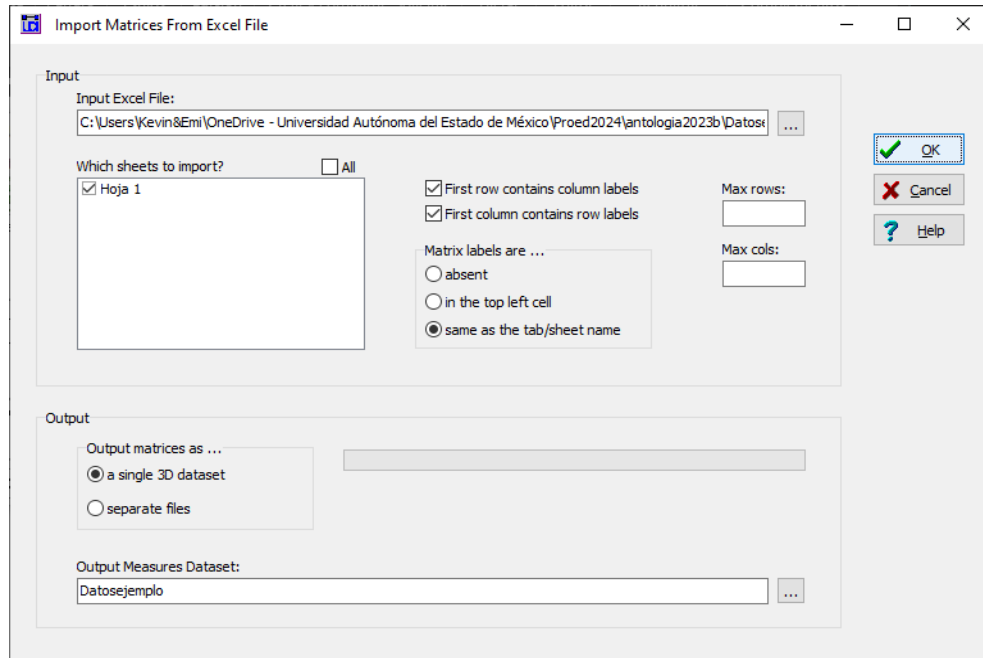 Import Matrices From Excel File
Input
Input Excel File:
C:\Users\Kevin&Emi\OneDrive - Universidad Autónoma del Estado de México\Proed2024\antologia2023b\Datose
...
Which sheets to import?
All
Hoja 1
First row contains column labels
First column contains row labels
Matrix labels are ...
absent
in the top left cell
same as the tab/sheet name
Max rows:
Max cols:
OK
Cancel
Help
Output
Output matrices as ...
a single 3D dataset
separate files
Output Measures Dataset:
Datosejemplo
...